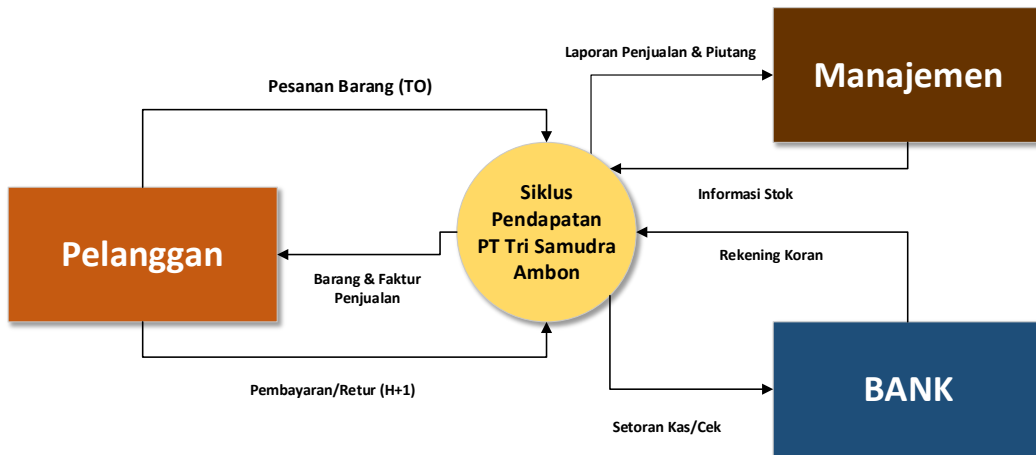 Laporan Penjualan & Piutang
Manajemen
Pesanan Barang (TO)
Informasi Stok
Siklus
Pendapatan
PT Tri Samudra
Ambon
Pelanggan
Rekening Koran
Barang & Faktur
Penjualan
Pembayaran/Retur (H+1)
BANK
Setoran Kas/Cek